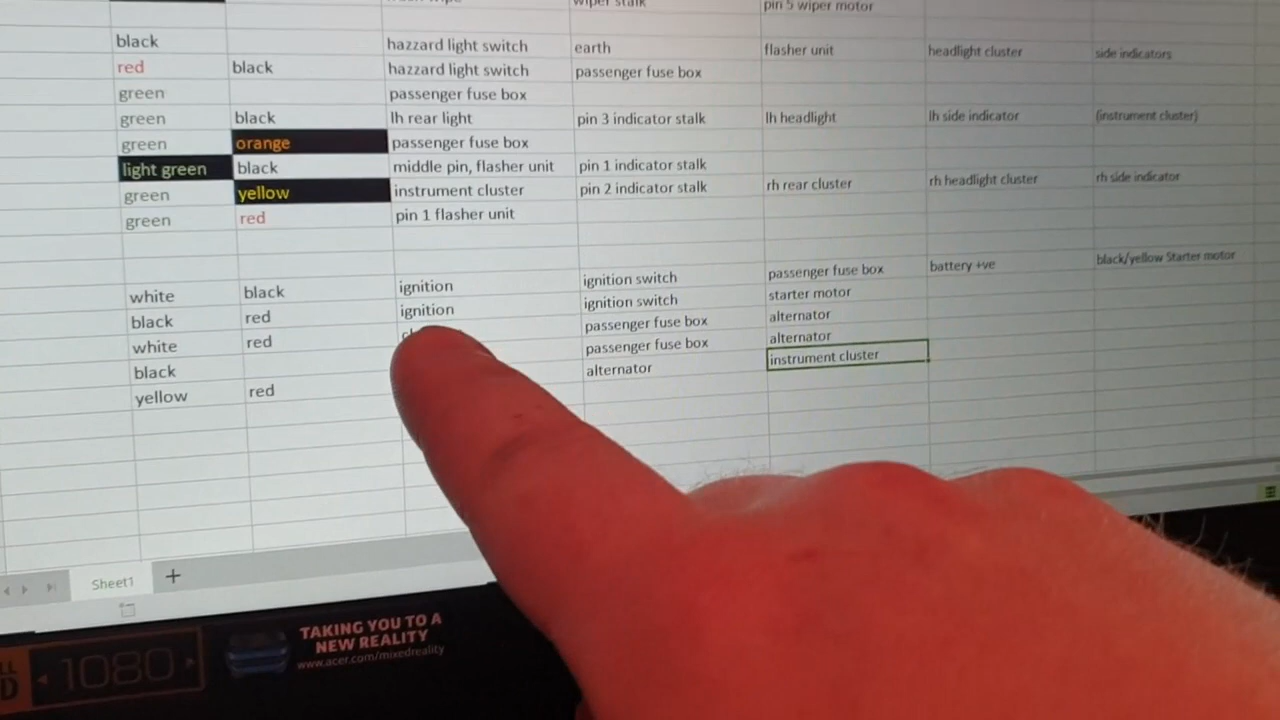 wiper stalk pin 5 wiper motor
black hazzard light switch earth flasher unit headlight cluster side indicators
red black hazzard light switch passenger fuse box
green passenger fuse box
green black lh rear light pin 3 indicator stalk lh headlight lh side indicator (instrument cluster)
green orange passenger fuse box
light green black middle pin, flasher unit pin 1 indicator stalk
green yellow instrument cluster pin 2 indicator stalk rh rear cluster rh headlight cluster rh side indicator
green red pin 1 flasher unit
white black ignition ignition switch passenger fuse box battery +ve black/yellow Starter motor
black red ignition ignition switch starter motor
white red passenger fuse box alternator
black passenger fuse box alternator
yellow red alternator instrument cluster
Sheet1 +
1080
TAKING YOU TO A
NEW REALITY
www.acer.com/mixedreality